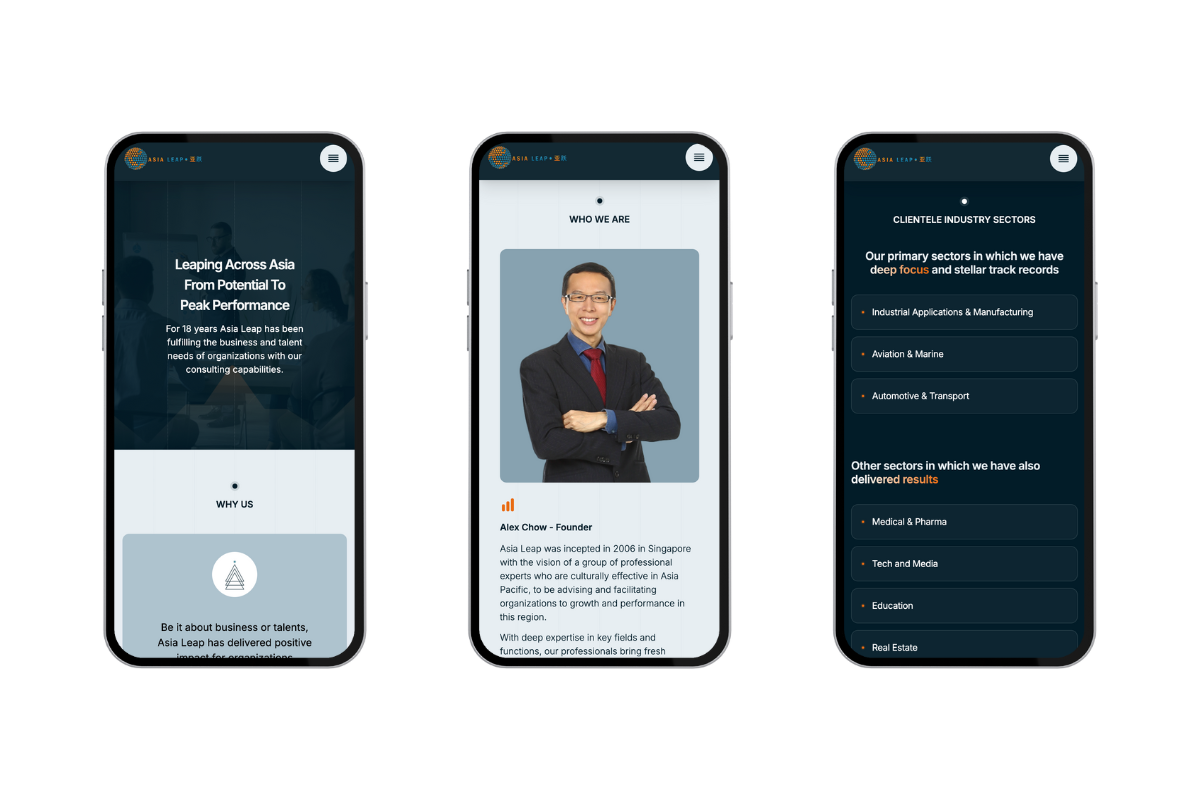 ASIA LEAP
Leaping Across Asia
From Potential To
Peak Performance
For 18 years Asia Leap has been
fulfilling the business and talent
needs of organizations with our
consulting capabilities.
WHY US
Be it about business or talents,
Asia Leap has delivered positive
impact for organizations
ASIA LEAP
WHO WE ARE
Alex Chow - Founder
Asia Leap was incepted in 2006 in Singapore
with the vision of a group of professional
experts who are culturally effective in Asia
Pacific, to be advising and facilitating
organizations to growth and performance in
this region.
With deep expertise in key fields and
functions, our professionals bring fresh
ASIA LEAP
CLIENTELE INDUSTRY SECTORS
Our primary sectors in which we have
deep focus and stellar track records
Industrial Applications & Manufacturing
Aviation & Marine
Automotive & Transport
Other sectors in which we have also
delivered results
Medical & Pharma
Tech and Media
Education
Real Estate